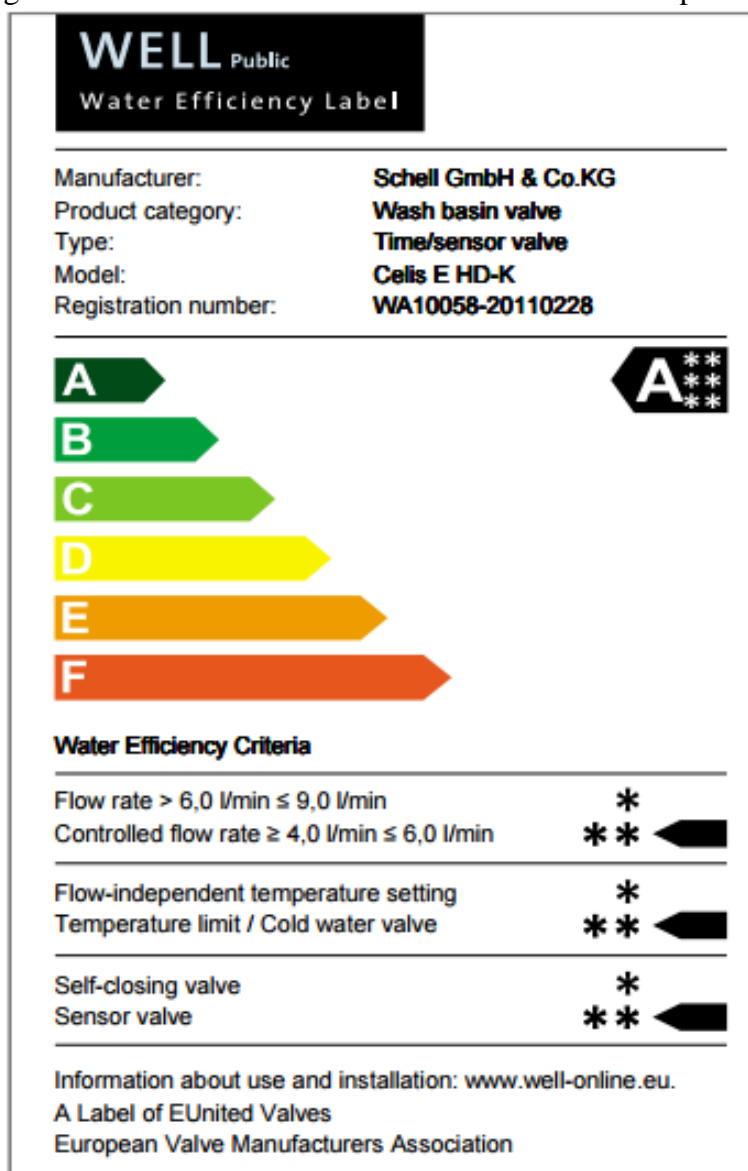 WELL Public
Water Efficiency Label
Manufacturer: Schell GmbH & Co.KG
Product category: Wash basin valve
Type: Time/sensor valve
Model: Celis E HD-K
Registration number: WA10058-20110228
A A******
B
C
D
E
F
Water Efficiency Criteria
Flow rate > 6,0 l/min ≤ 9,0 l/min *
Controlled flow rate ≥ 4,0 l/min ≤ 6,0 l/min **
Flow-independent temperature setting *
Temperature limit / Cold water valve **
Self-closing valve *
Sensor valve **
Information about use and installation: www.well-online.eu.
A Label of EUnited Valves
European Valve Manufacturers Association